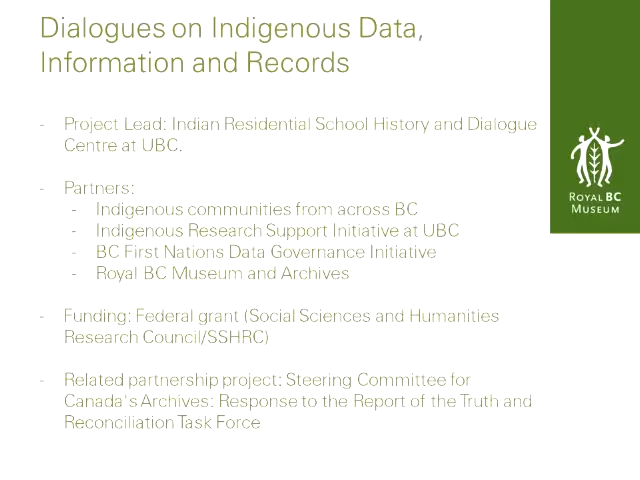 Dialogues on Indigenous Data,
Information and Records
- Project Lead: Indian Residential School History and Dialogue
Centre at UBC.
- Partners:
- Indigenous communities from across BC
- Indigenous Research Support Initiative at UBC
- BC First Nations Data Governance Initiative
- Royal BC Museum and Archives
- Funding: Federal grant (Social Sciences and Humanities
Research Council/SSHRC)
- Related partnership project: Steering Committee for
Canada's Archives: Response to the Report of the Truth and
Reconciliation Task Force
ROYAL BC
MUSEUM